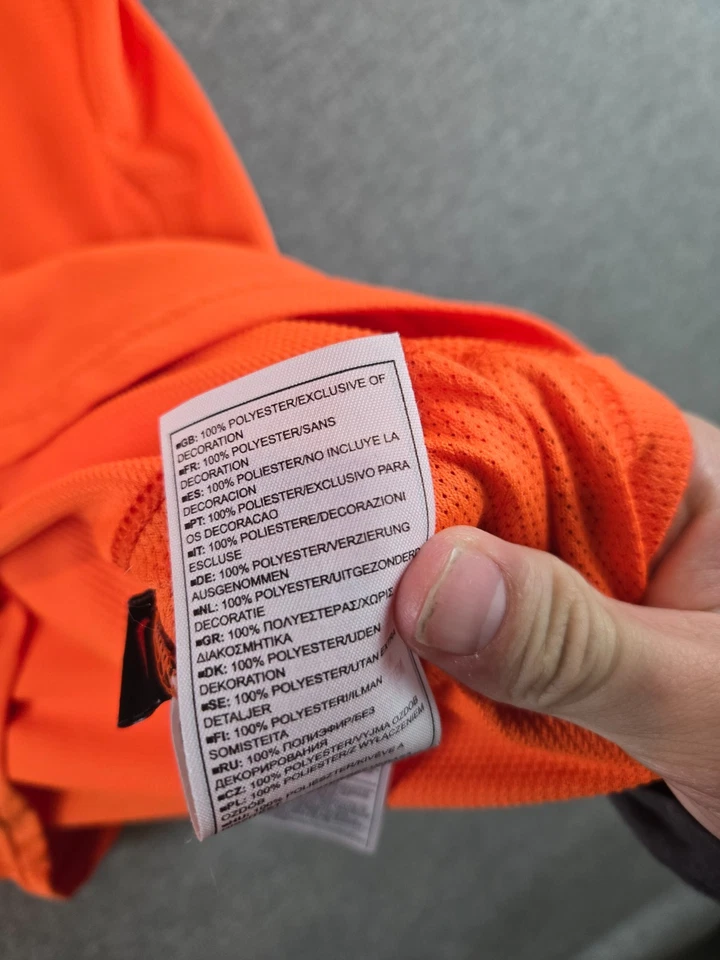 ■GB: 100% POLYESTER/EXCLUSIVE OF
DECORATION
■FR: 100% POLYESTER/SANS
DECORATION
■ES: 100% POLIESTER/NO INCLUYE LA
DECORACION
■PT: 100% POLIESTER/EXCLUSIVO PARA
OS DECORACAO
■IT: 100% POLIESTERE/DECORAZIONI
ESCLUSE
■DE: 100% POLYESTER/VERZIERUNG
AUSGENOMMEN
■NL: 100% POLYESTER/UITGEZONDERD
DECORATIE
■GR: 100% ΠΟΛΥΕΣΤΕΡΑΣ/ΧΩΡΙΣ
ΔΙΑΚΟΣΜΗΤΙΚΑ
■DK: 100% POLYESTER/UDEN
DEKORATION
■SE: 100% POLYESTER/UTAN
DETALJER
■FI: 100% POLYESTERI/ILMAN
SOMISTEITA
■RU: 100% ПОЛИЭФИР/БЕЗ
ДЕКОРИРОВАНИЯ
■CZ: 100% POLYESTER/VYJMA OZDOB
■PL: 100% POLIESTER/Z WYŁĄCZENIEM
OZDÓB